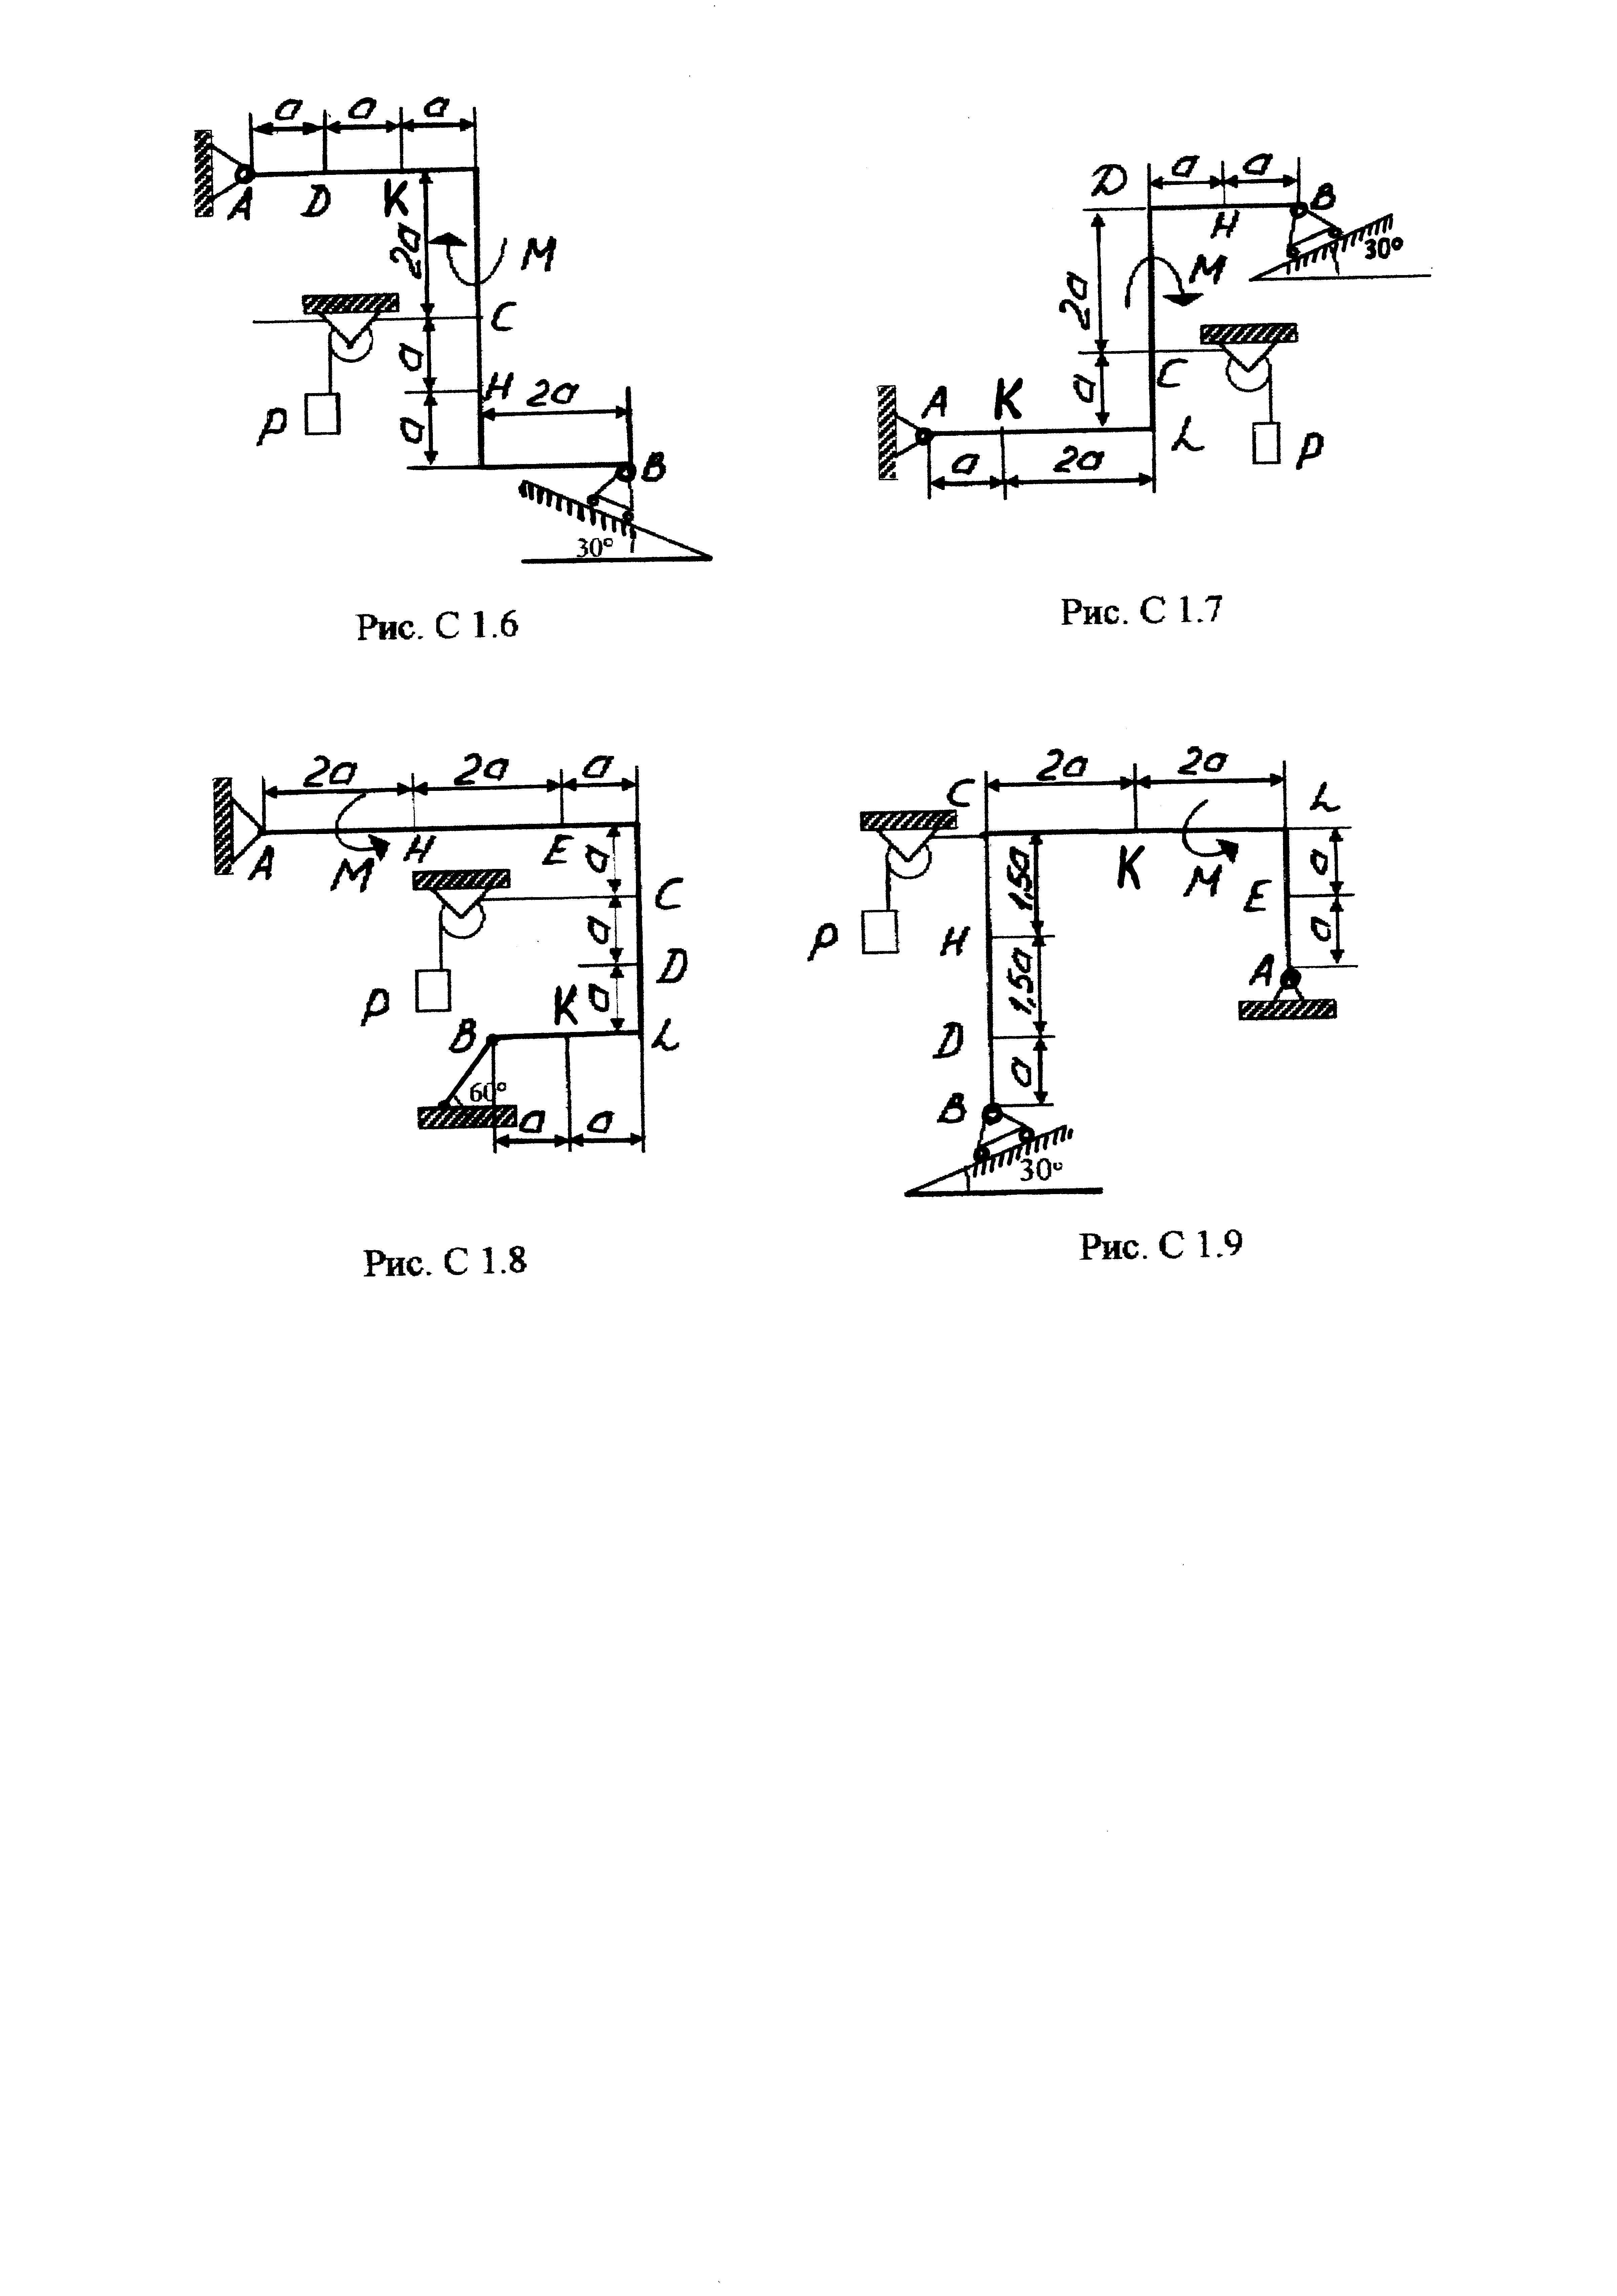 a a a
A D K
2a M
C
a
H 2a
P a
B
30°
Рис. С 1.6
D a a B
H
30°
M
2a
C
A K a
L P
a 2a
Рис. С 1.7
2a 2a a
A M H E a
C
a
D
P K a
B L
60°
a a
Рис. С 1.8
C 2a 2a L
K M a
1,5a E
P H a
1,5a A
D
a
B
30°
Рис. С 1.9